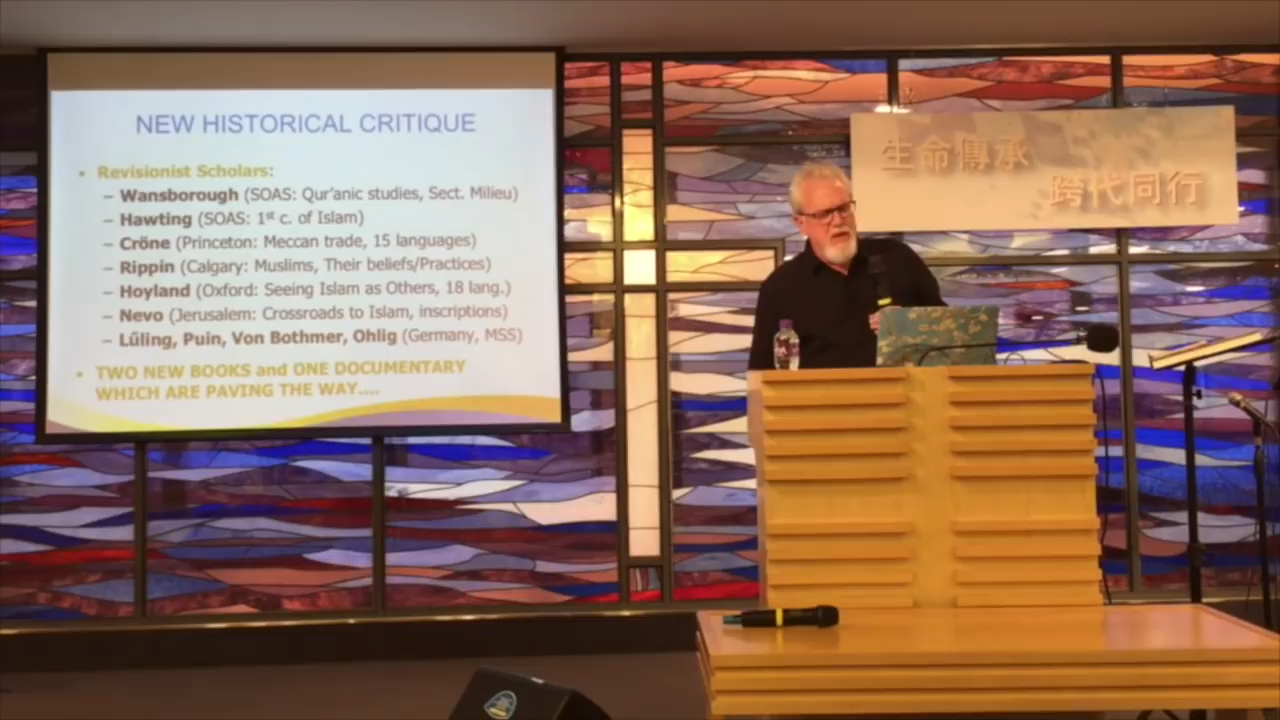 NEW HISTORICAL CRITIQUE
• Revisionist Scholars:
– Wansborough (SOAS: Qur'anic studies, Sect. Milieu)
– Hawting (SOAS: 1st c. of Islam)
– Cröne (Princeton: Meccan trade, 15 languages)
– Rippin (Calgary: Muslims, Their beliefs/Practices)
– Hoyland (Oxford: Seeing Islam as Others, 18 lang.)
– Nevo (Jerusalem: Crossroads to Islam, inscriptions)
– Lűling, Puin, Von Bothmer, Ohlig (Germany, MSS)
• TWO NEW BOOKS and ONE DOCUMENTARY
WHICH ARE PAVING THE WAY....
生命傳承
跨代同行